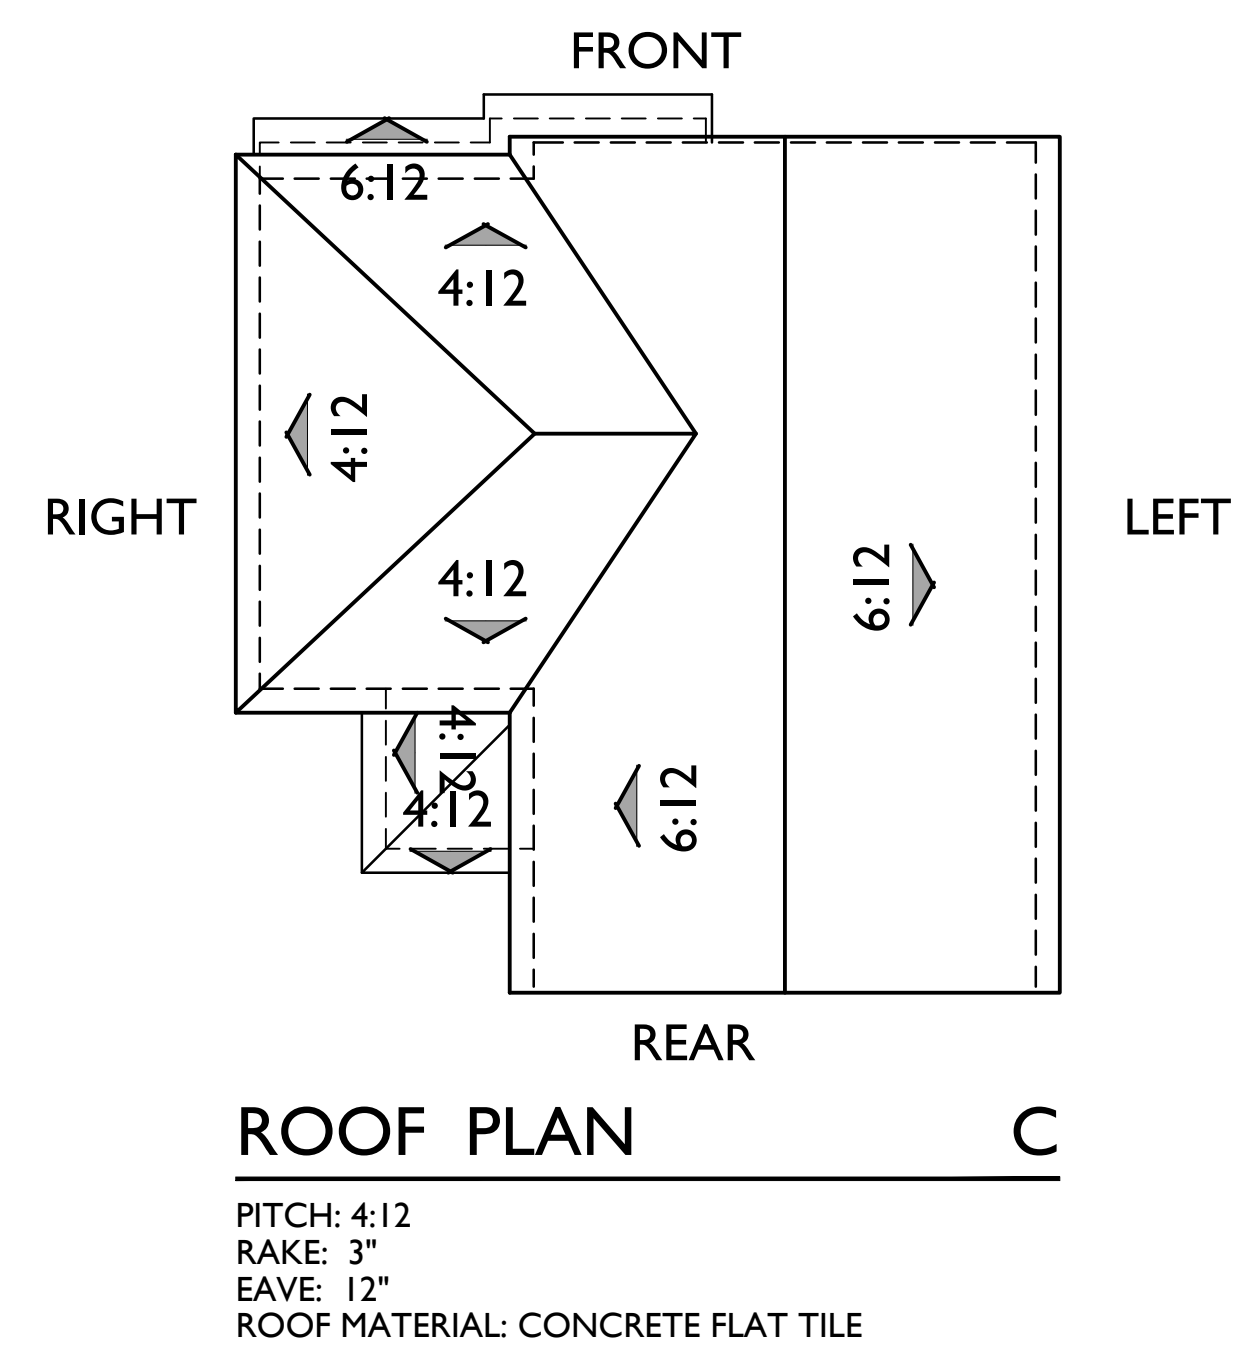 FRONT
6:12
4:12
4:12
RIGHT
LEFT
4:12
6:12
4:12
4:12
6:12
REAR
ROOF PLAN C
PITCH: 4:12
RAKE: 3"
EAVE: 12"
ROOF MATERIAL: CONCRETE FLAT TILE